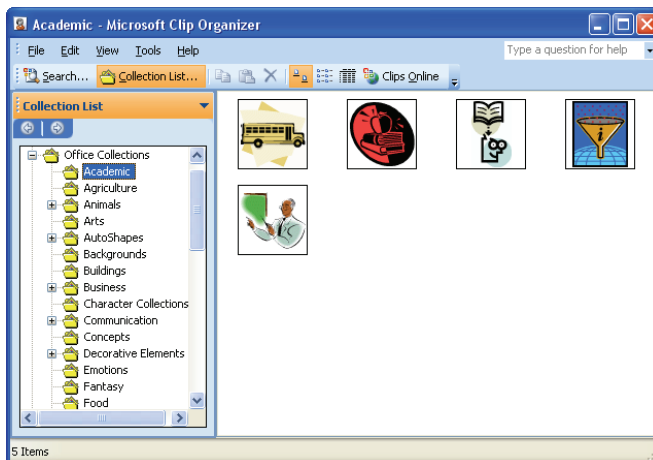 Academic - Microsoft Clip Organizer
File Edit View Tools Help
Type a question for help
Search... Collection List... Clips Online
Collection List
Office Collections
Academic
Agriculture
Animals
Arts
AutoShapes
Backgrounds
Buildings
Business
Character Collections
Communication
Concepts
Decorative Elements
Emotions
Fantasy
Food
i
5 Items